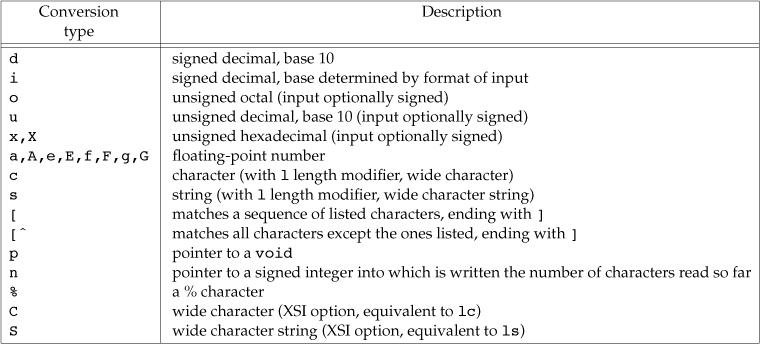 Conversion type Description
d signed decimal, base 10
i signed decimal, base determined by format of input
o unsigned octal (input optionally signed)
u unsigned decimal, base 10 (input optionally signed)
x,X unsigned hexadecimal (input optionally signed)
a,A,e,E,f,F,g,G floating-point number
c character (with l length modifier, wide character)
s string (with l length modifier, wide character string)
[ matches a sequence of listed characters, ending with ]
[^ matches all characters except the ones listed, ending with ]
p pointer to a void
n pointer to a signed integer into which is written the number of characters read so far
% a % character
C wide character (XSI option, equivalent to lc)
S wide character string (XSI option, equivalent to ls)